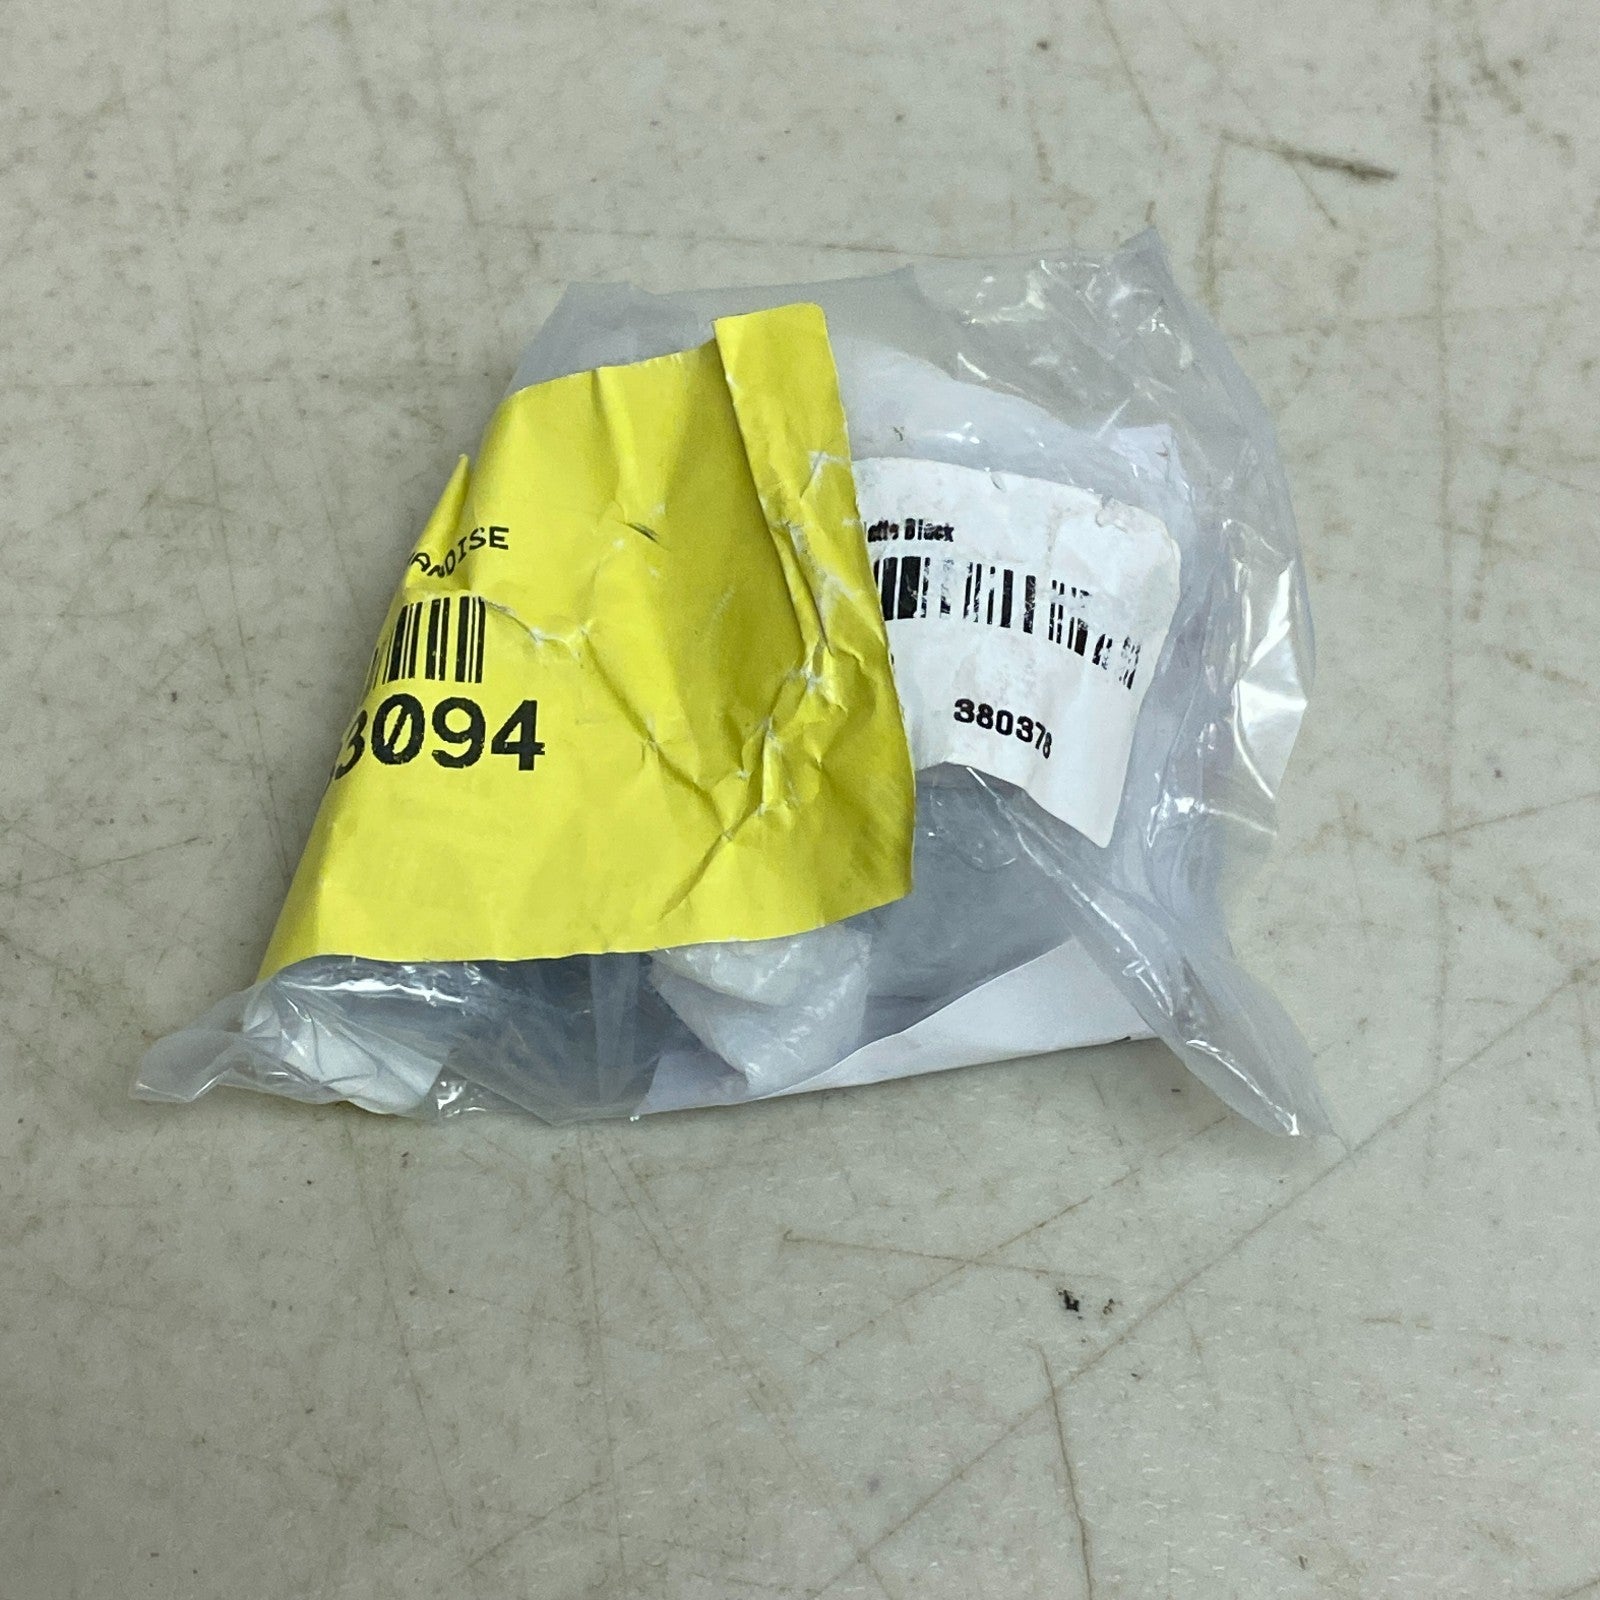 ANDISE
3094
Matte Black
380378